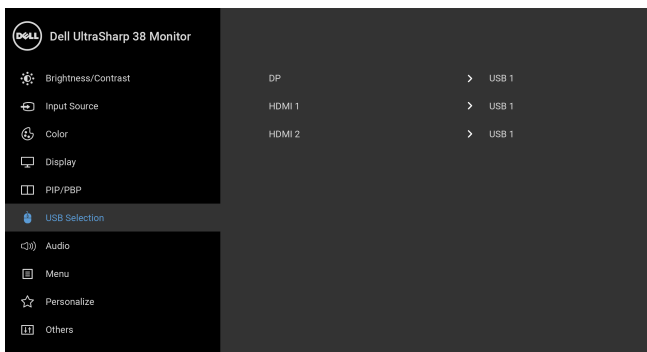 DELL Dell UltraSharp 38 Monitor
Brightness/Contrast
Input Source
Color
Display
PIP/PBP
USB Selection
Audio
Menu
Personalize
Others
DP > USB 1
HDMI 1 > USB 1
HDMI 2 > USB 1